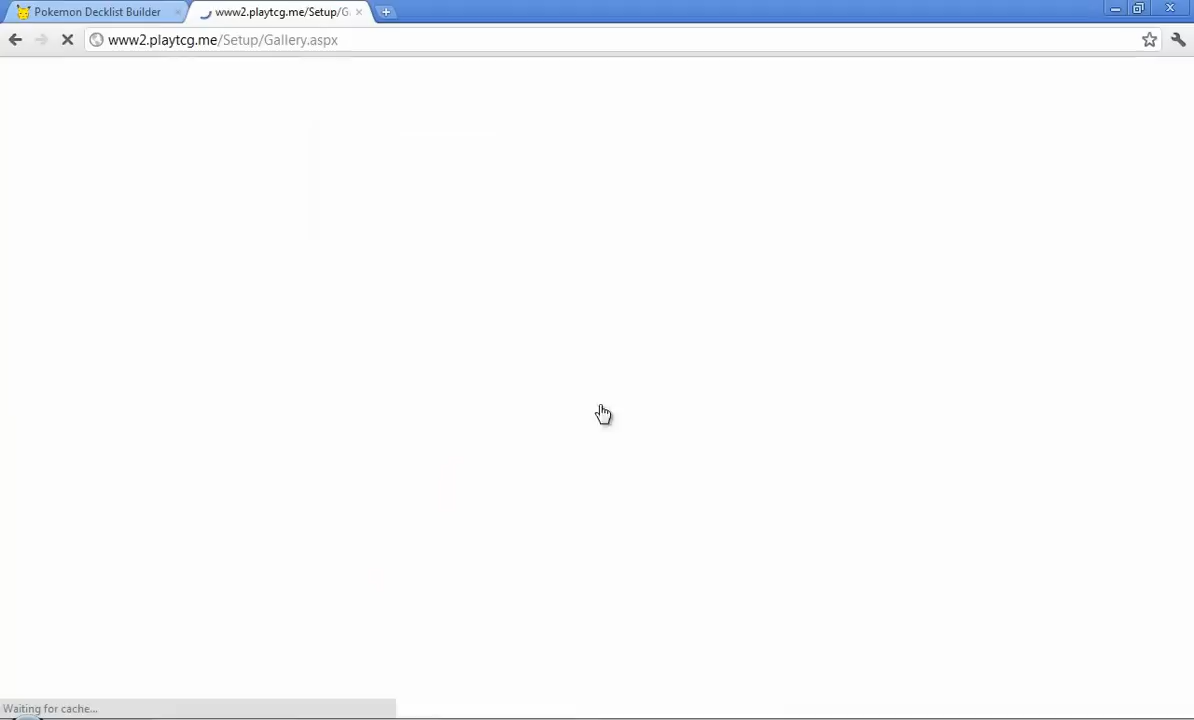 Pokemon Decklist Builder
www2.playtcg.me/Setup/G
www2.playtcg.me/Setup/Gallery.aspx
Waiting for cache...